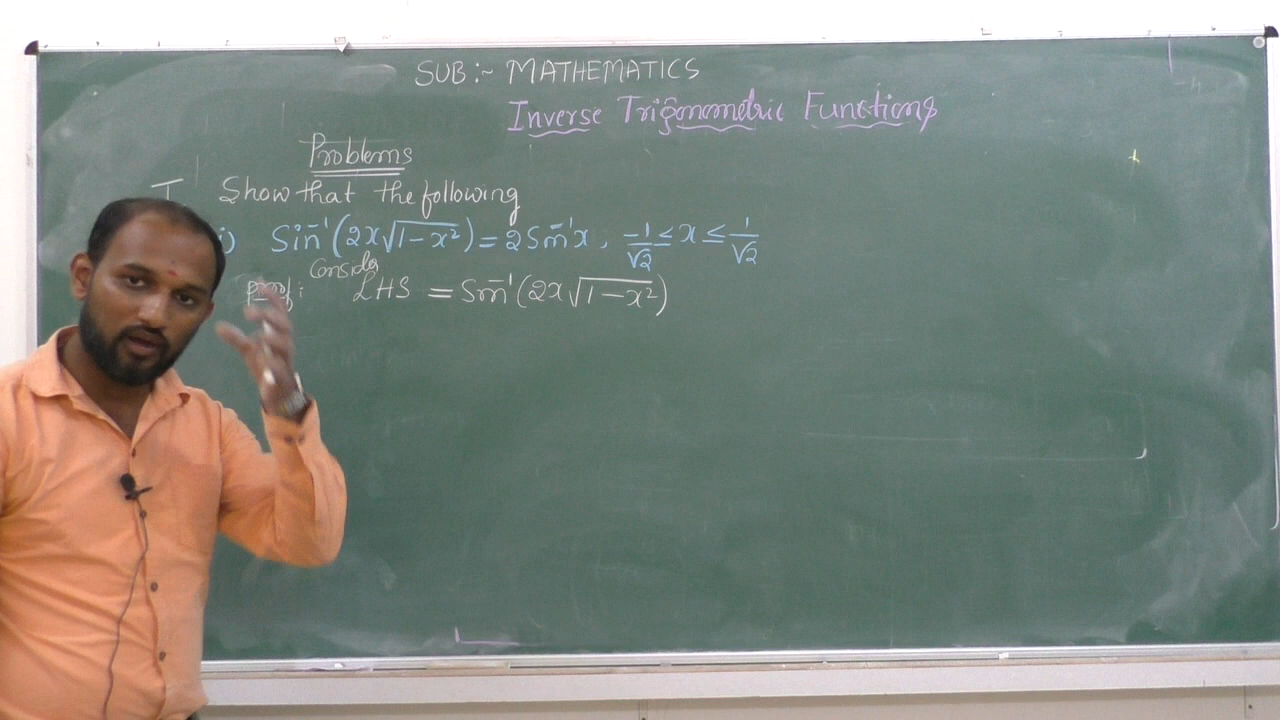 SUB :- MATHEMATICS
Inverse Trigonometric Functions
Problems
I. Show that the following
i) Sin⁻¹(2x√1-x²) = 2Sin⁻¹x, -1/√2 ≤ x ≤ 1/√2
Consider
proof: LHS = Sin⁻¹(2x√1-x²)